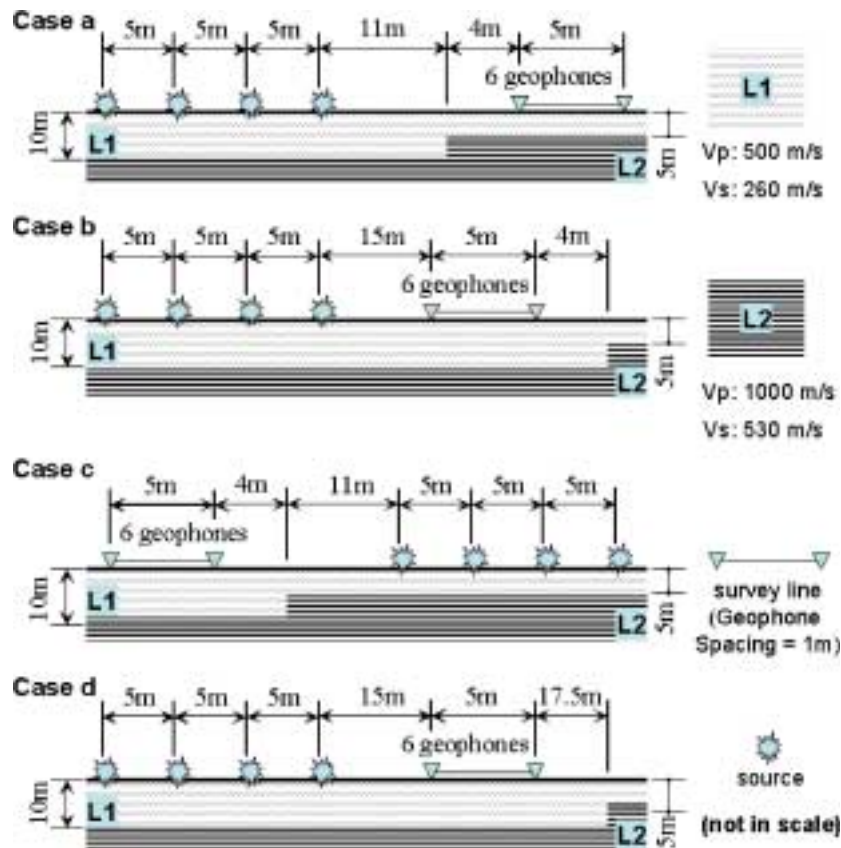 Case a
5m 5m 5m 11m 4m 5m
6 geophones
10m
L1
L2
5m
L1
Vp: 500 m/s
Vs: 260 m/s
Case b
5m 5m 5m 15m 5m 4m
6 geophones
10m
L1
L2
5m
L2
Vp: 1000 m/s
Vs: 530 m/s
Case c
5m 4m 11m 5m 5m 5m
6 geophones
10m
L1
L2
5m
survey line
(Geophone
Spacing = 1m)
Case d
5m 5m 5m 15m 5m 17.5m
6 geophones
10m
L1
L2
5m
source
(not in scale)